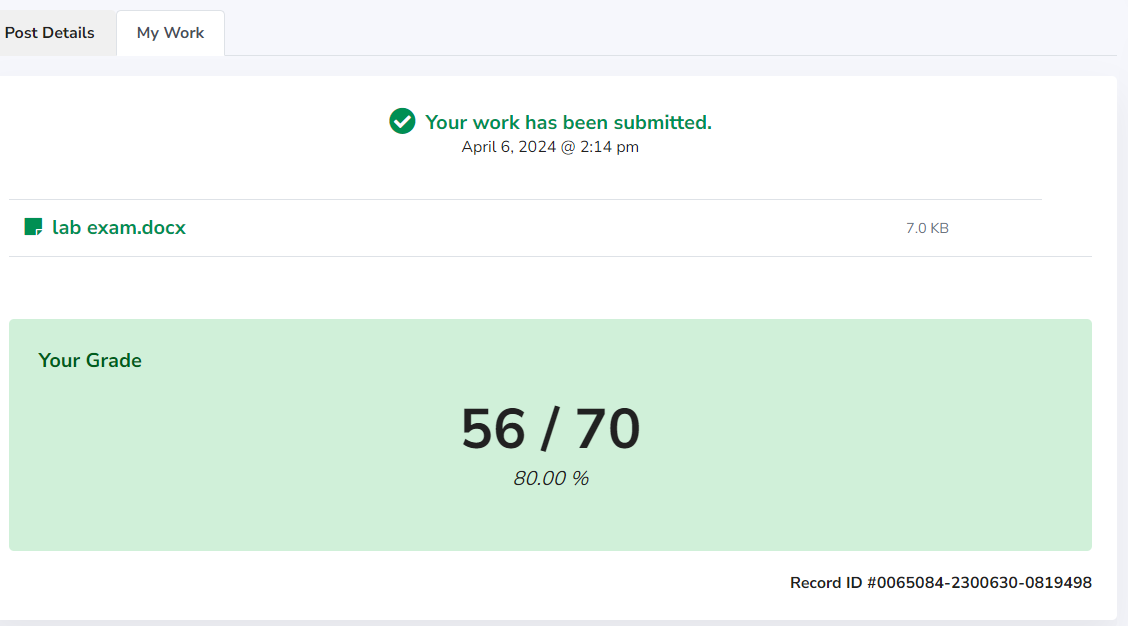 Post Details My Work
Your work has been submitted.
April 6, 2024 @ 2:14 pm
lab exam.docx 7.0 KB
Your Grade
56 / 70
80.00 %
Record ID #0065084-2300630-0819498